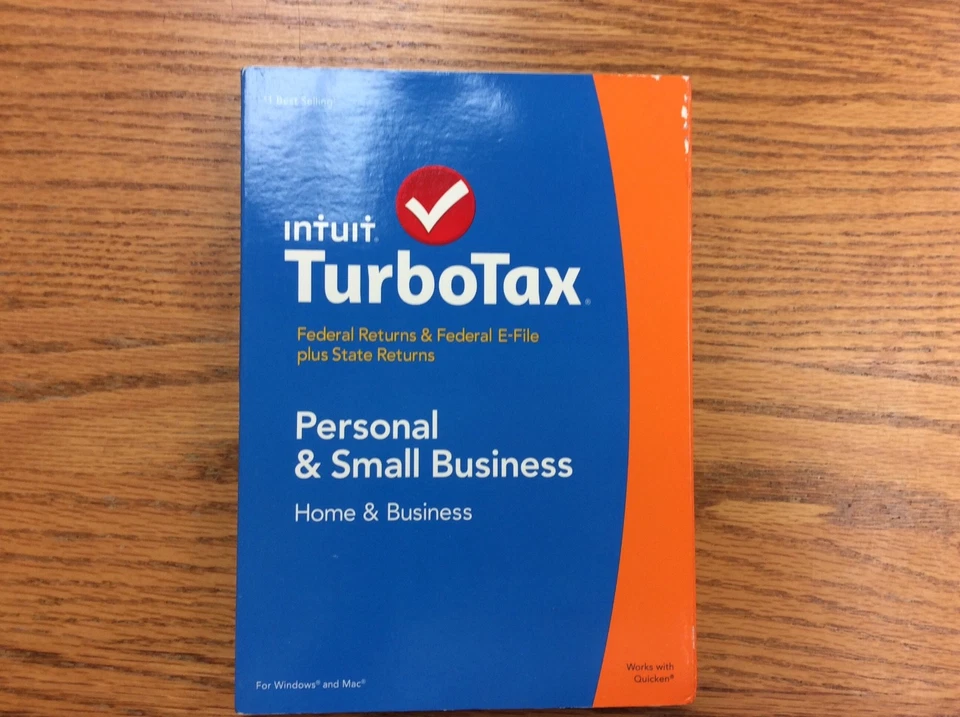 #1 Best Selling
intuit®
TurboTax®
Federal Returns & Federal E-File
plus State Returns
Personal
& Small Business
Home & Business
For Windows® and Mac®
Works with
Quicken®